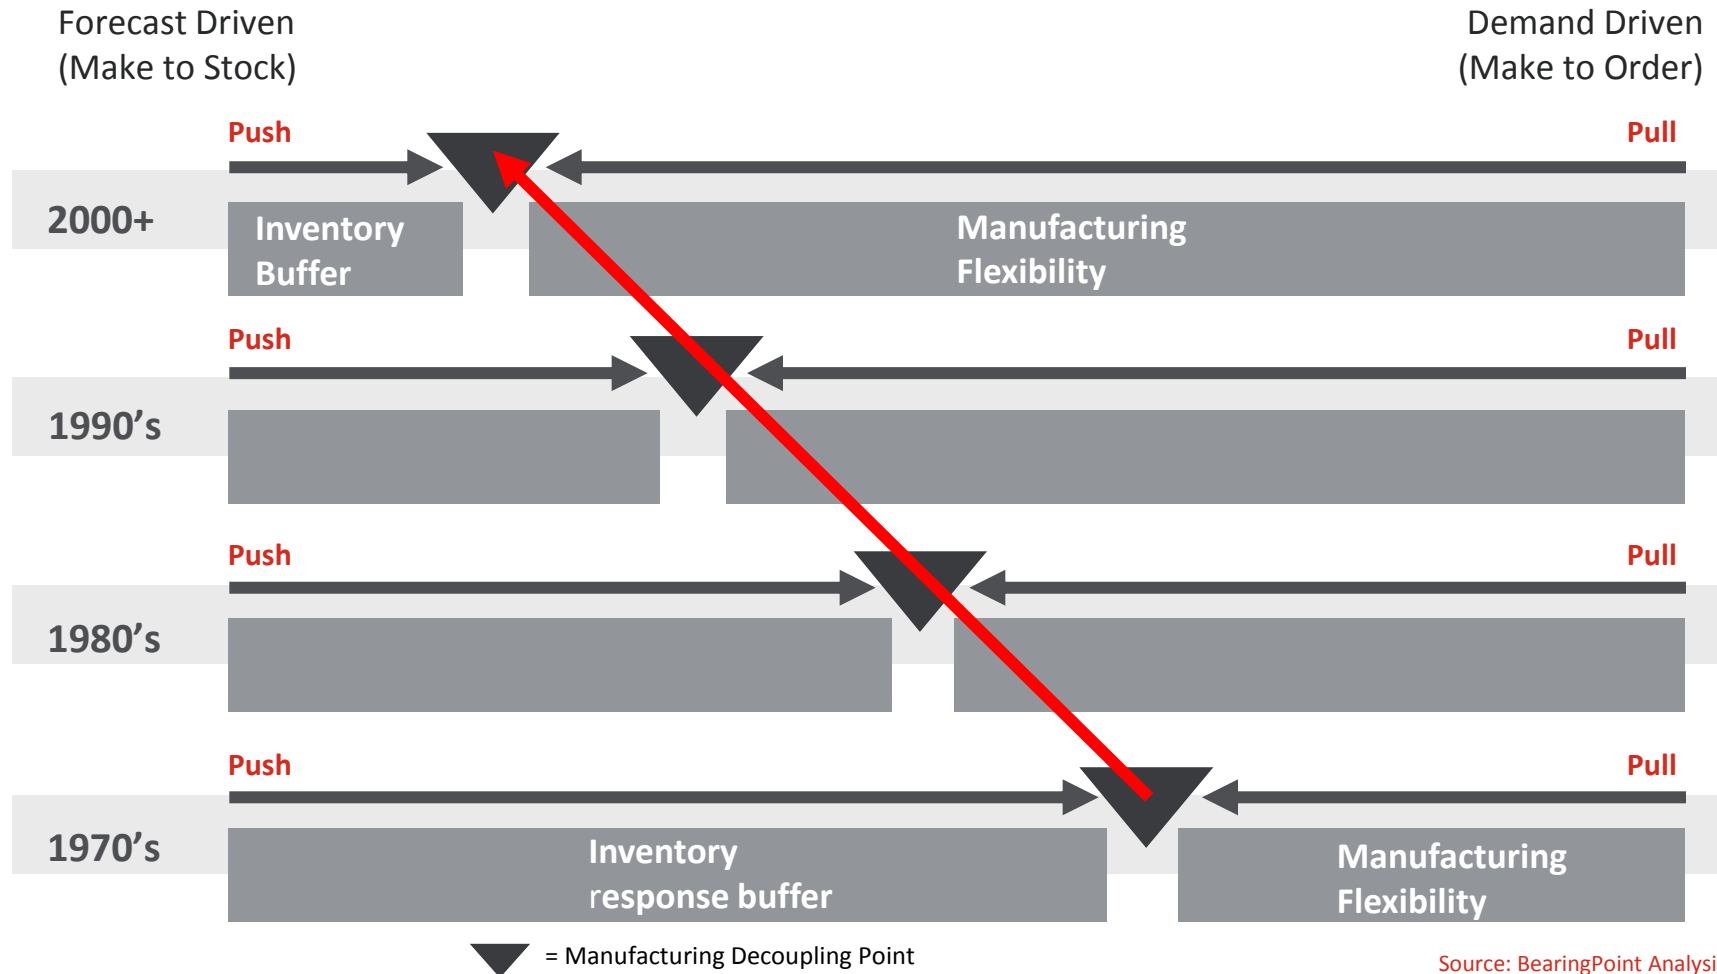 Forecast Driven
(Make to Stock)
Demand Driven
(Make to Order)
Push
Pull
2000+
Inventory
Buffer
Manufacturing
Flexibility
Push
Pull
1990’s
Push
Pull
1980’s
Push
Pull
1970’s
Inventory
response buffer
Manufacturing
Flexibility
= Manufacturing Decoupling Point
Source: BearingPoint Analysi